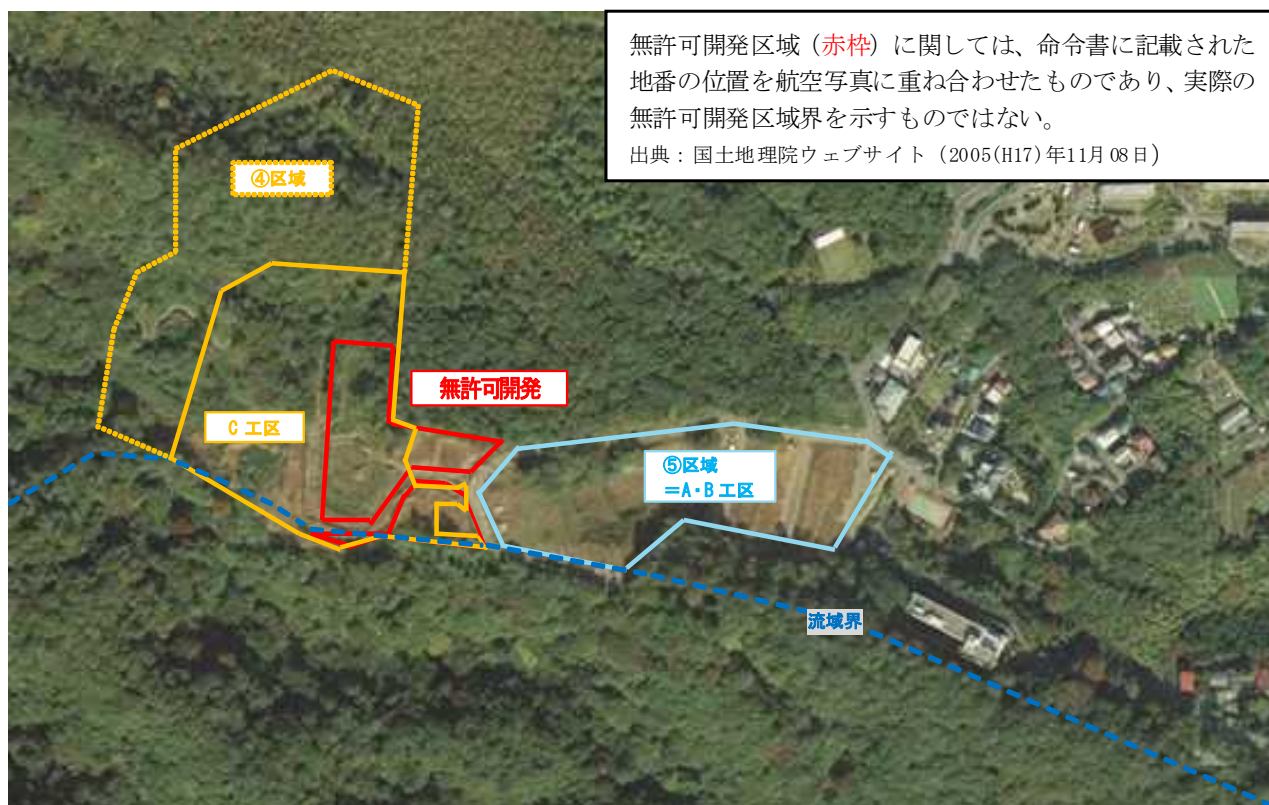 無許可開発区域（赤枠）に関しては、命令書に記載された
地番の位置を航空写真に重ね合わせたものであり、実際の
無許可開発区域界を示すものではない。
出典：国土地理院ウェブサイト（2005(H17)年11月08日）
④区域
無許可開発
C工区
⑤区域
＝A・B工区
流域界